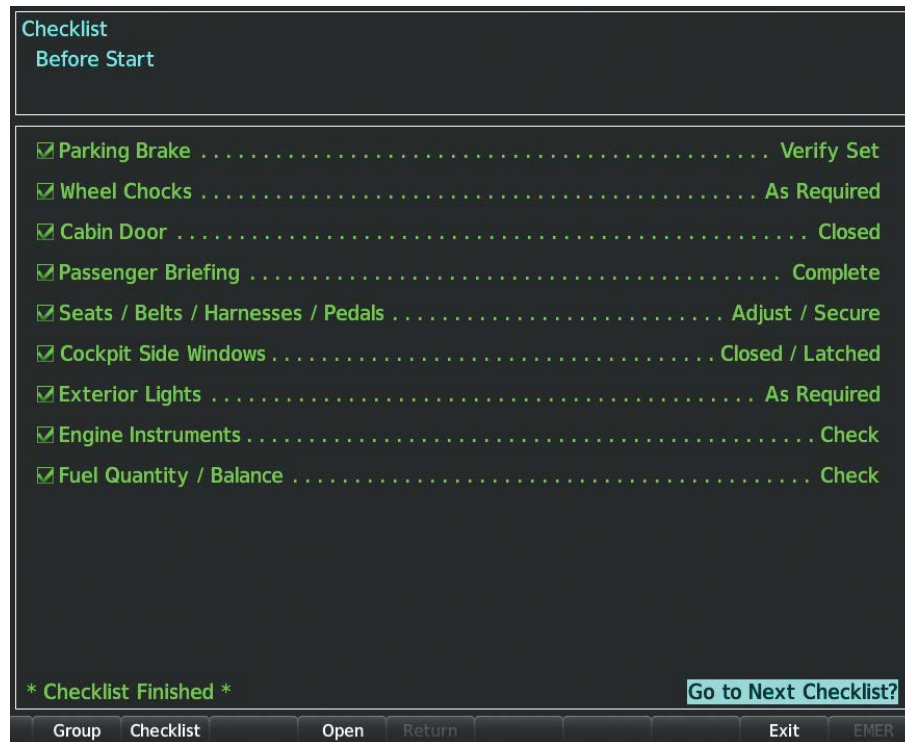 Checklist
Before Start
Parking Brake . . . . . . . . . . . . . . . . . . . . . . . . . . . . . . . . . . . . . . . . . . . . . . Verify Set
Wheel Chocks . . . . . . . . . . . . . . . . . . . . . . . . . . . . . . . . . . . . . . . . . . . . . As Required
Cabin Door . . . . . . . . . . . . . . . . . . . . . . . . . . . . . . . . . . . . . . . . . . . . . . . . . . . Closed
Passenger Briefing . . . . . . . . . . . . . . . . . . . . . . . . . . . . . . . . . . . . . . . . . . . Complete
Seats / Belts / Harnesses / Pedals . . . . . . . . . . . . . . . . . . . . . . . . . . . Adjust / Secure
Cockpit Side Windows . . . . . . . . . . . . . . . . . . . . . . . . . . . . . . . . . . . . Closed / Latched
Exterior Lights . . . . . . . . . . . . . . . . . . . . . . . . . . . . . . . . . . . . . . . . . . . . As Required
Engine Instruments . . . . . . . . . . . . . . . . . . . . . . . . . . . . . . . . . . . . . . . . . . . . . . Check
Fuel Quantity / Balance . . . . . . . . . . . . . . . . . . . . . . . . . . . . . . . . . . . . . . . . . . Check
* Checklist Finished * Go to Next Checklist?
Group Checklist Open Return Exit EMER